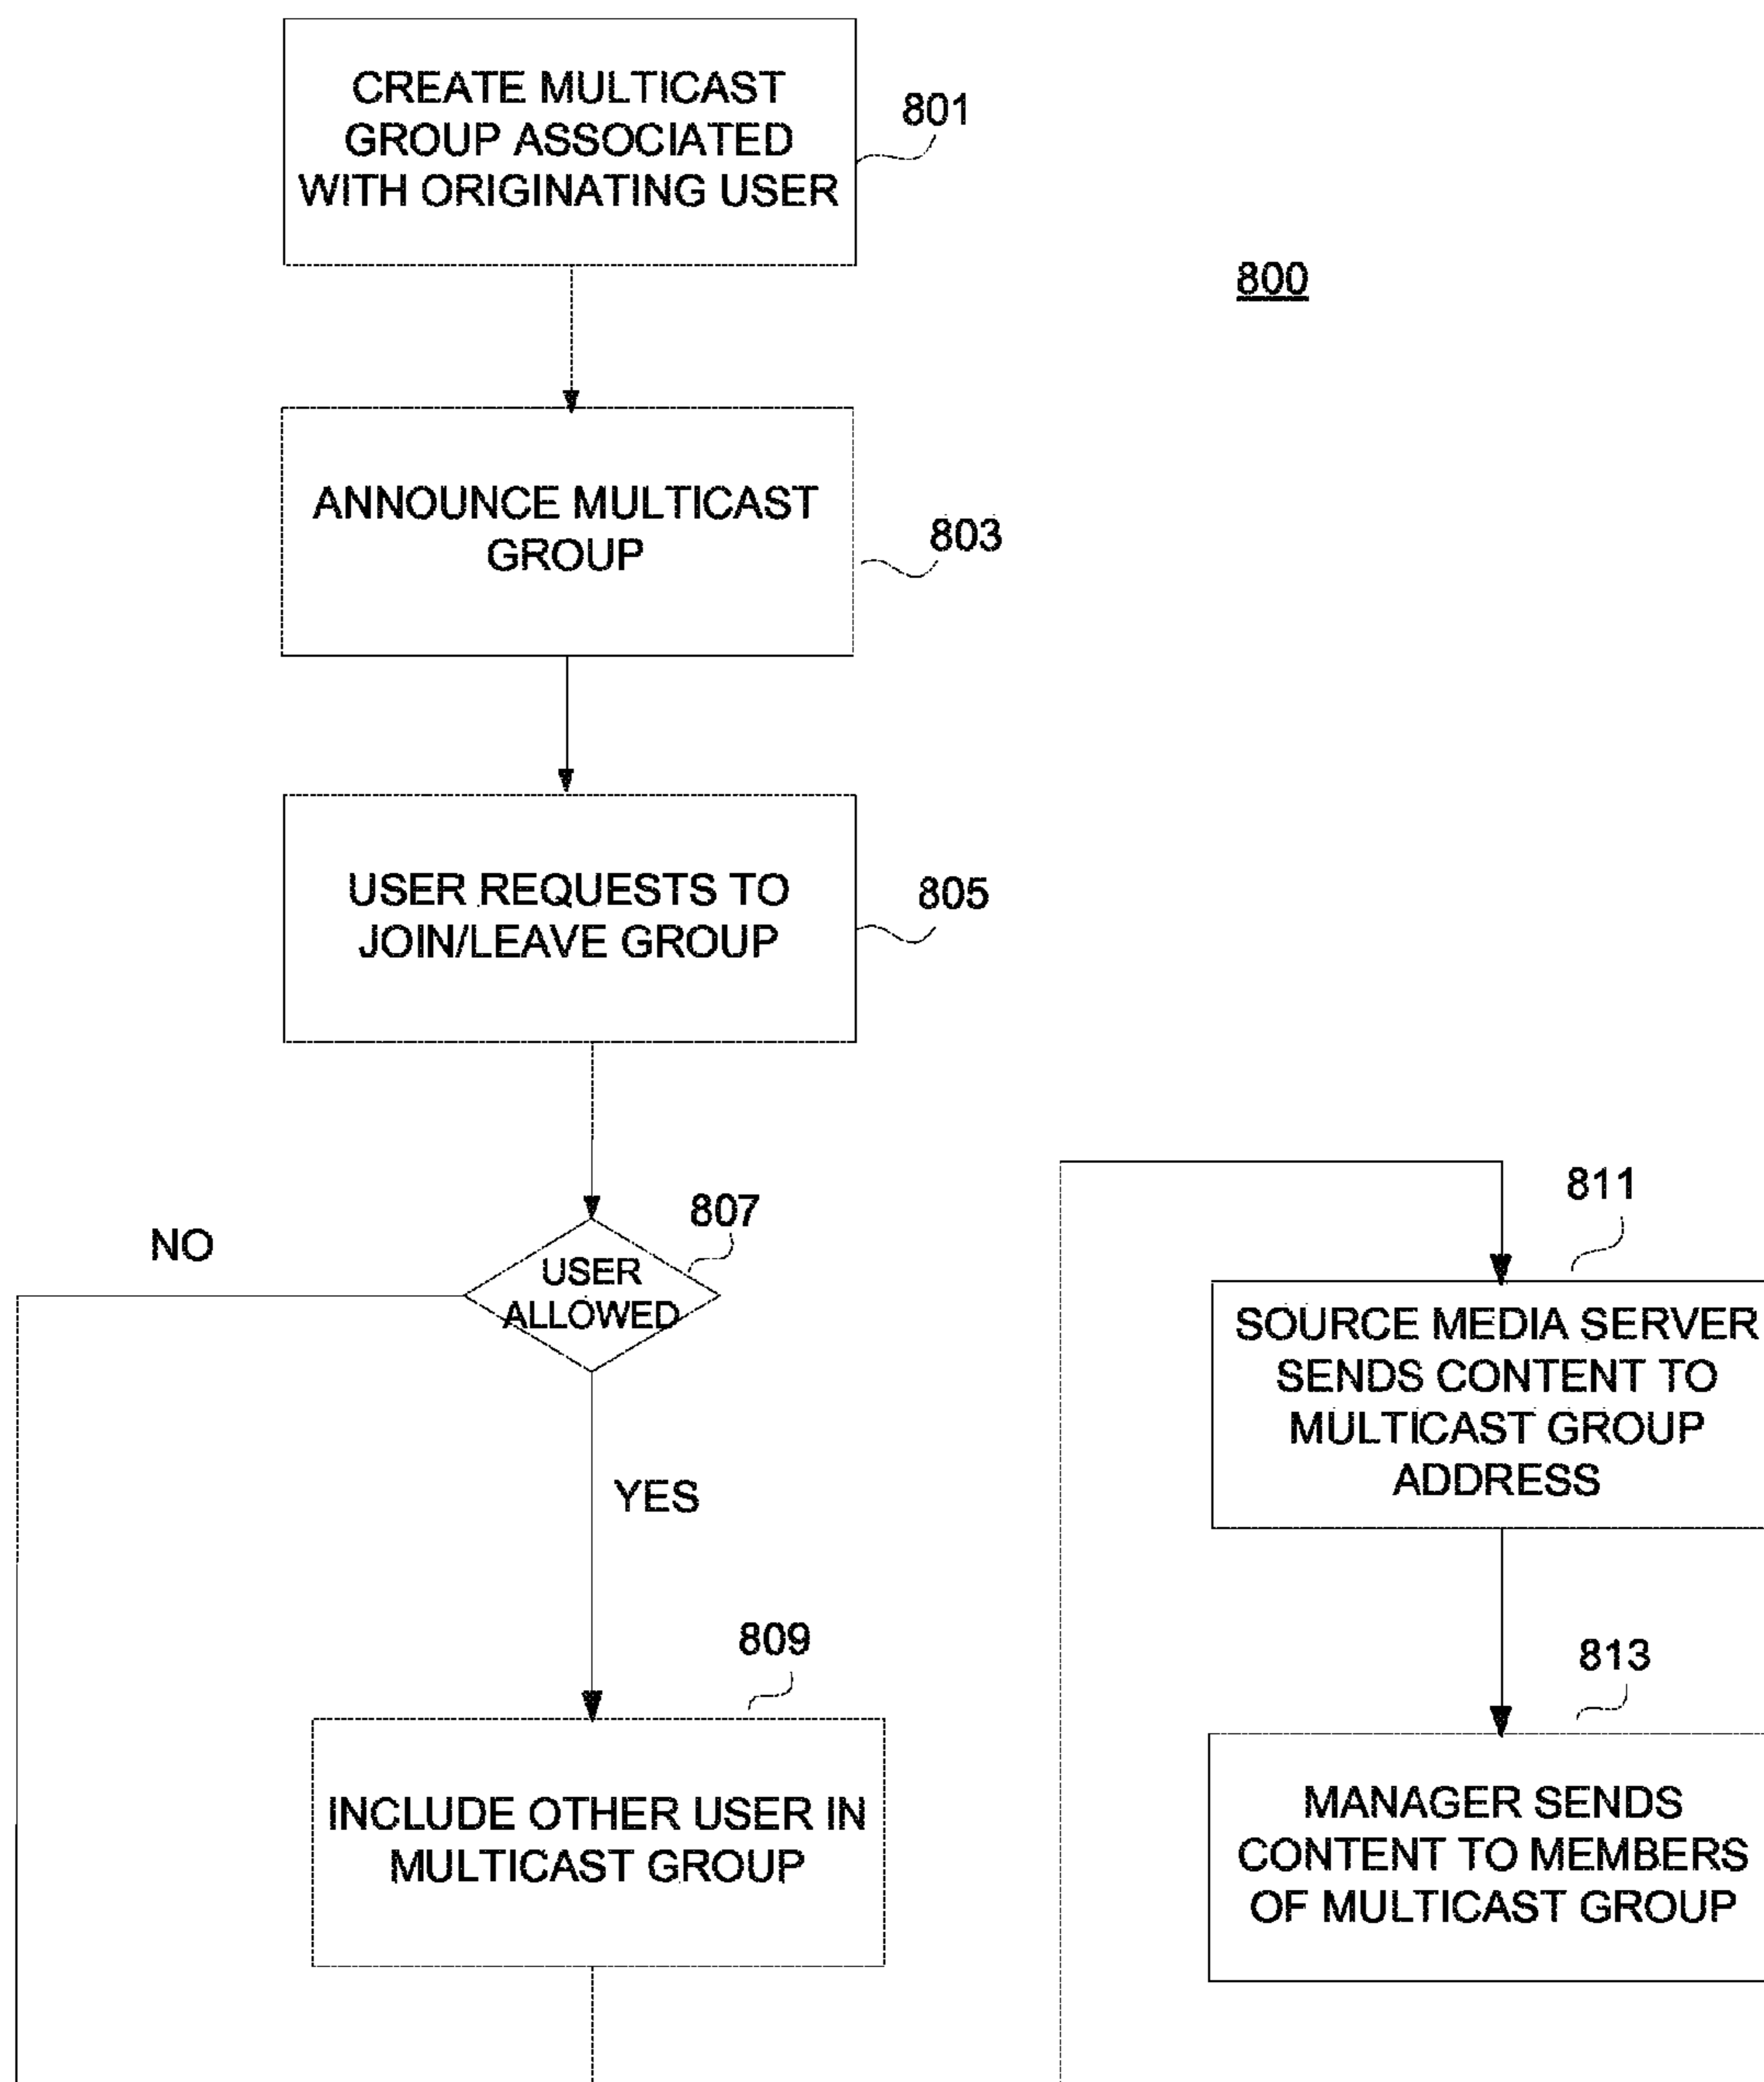 CREATE MULTICAST
GROUP ASSOCIATED
WITH ORIGINATING USER
801
800
ANNOUNCE MULTICAST
GROUP
803
USER REQUESTS TO
JOIN/LEAVE GROUP
805
NO
USER
ALLOWED
807
YES
809
INCLUDE OTHER USER IN
MULTICAST GROUP
811
SOURCE MEDIA SERVER
SENDS CONTENT TO
MULTICAST GROUP
ADDRESS
813
MANAGER SENDS
CONTENT TO MEMBERS
OF MULTICAST GROUP